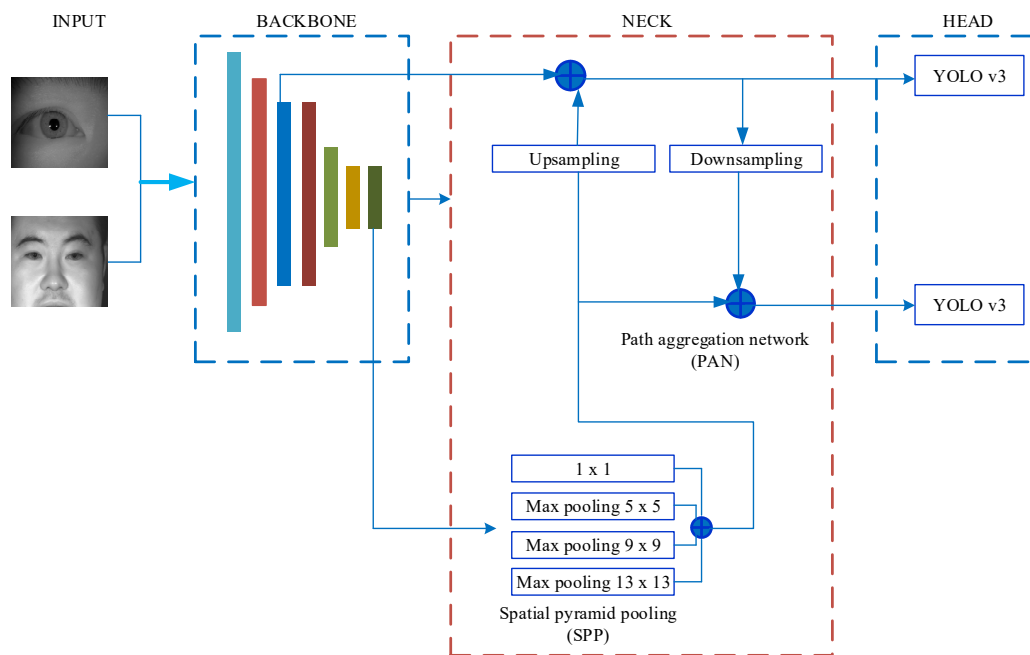 INPUT
BACKBONE
NECK
HEAD
YOLO v3
Upsampling
Downsampling
YOLO v3
Path aggregation network
(PAN)
1 x 1
Max pooling 5 x 5
Max pooling 9 x 9
Max pooling 13 x 13
Spatial pyramid pooling
(SPP)